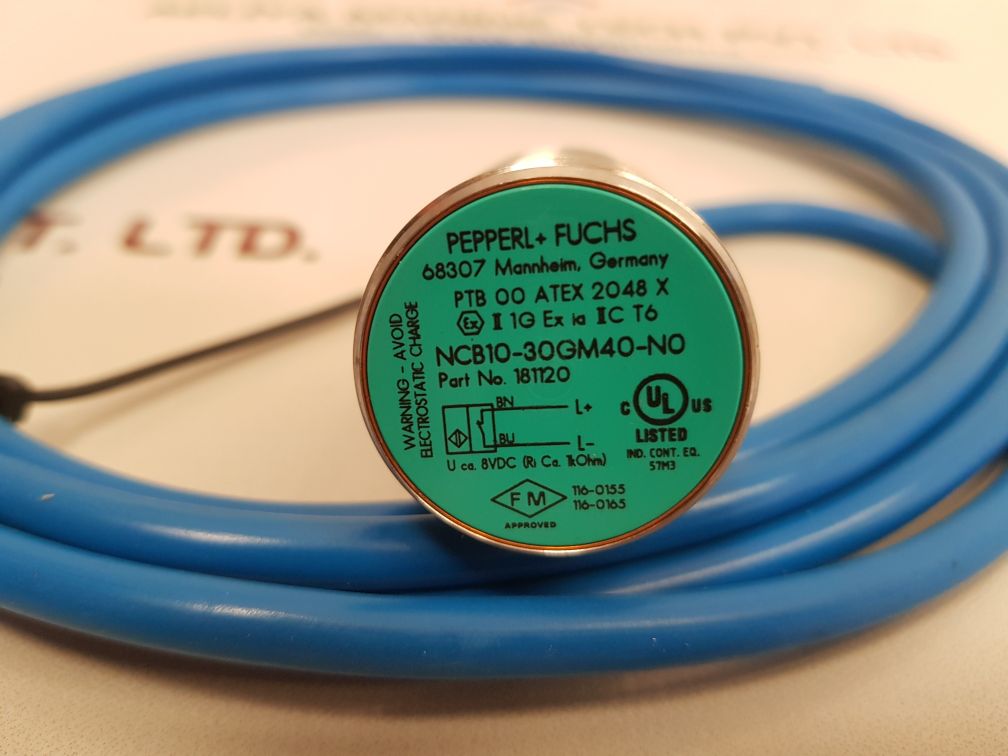 T. LTD.
PEPPERL+ FUCHS
68307 Mannheim, Germany
PTB 00 ATEX 2048 X
Ex II 1G Ex ia IIC T6
NCB10-30GM40-N0
Part No. 181120
WARNING - AVOID
ELECTROSTATIC CHARGE
BN L+
BU L-
U ca. 8VDC (Ri Ca. 1kOhm)
C UL US
LISTED
IND. CONT. EQ.
57M3
FM
APPROVED
116-0155
116-0165